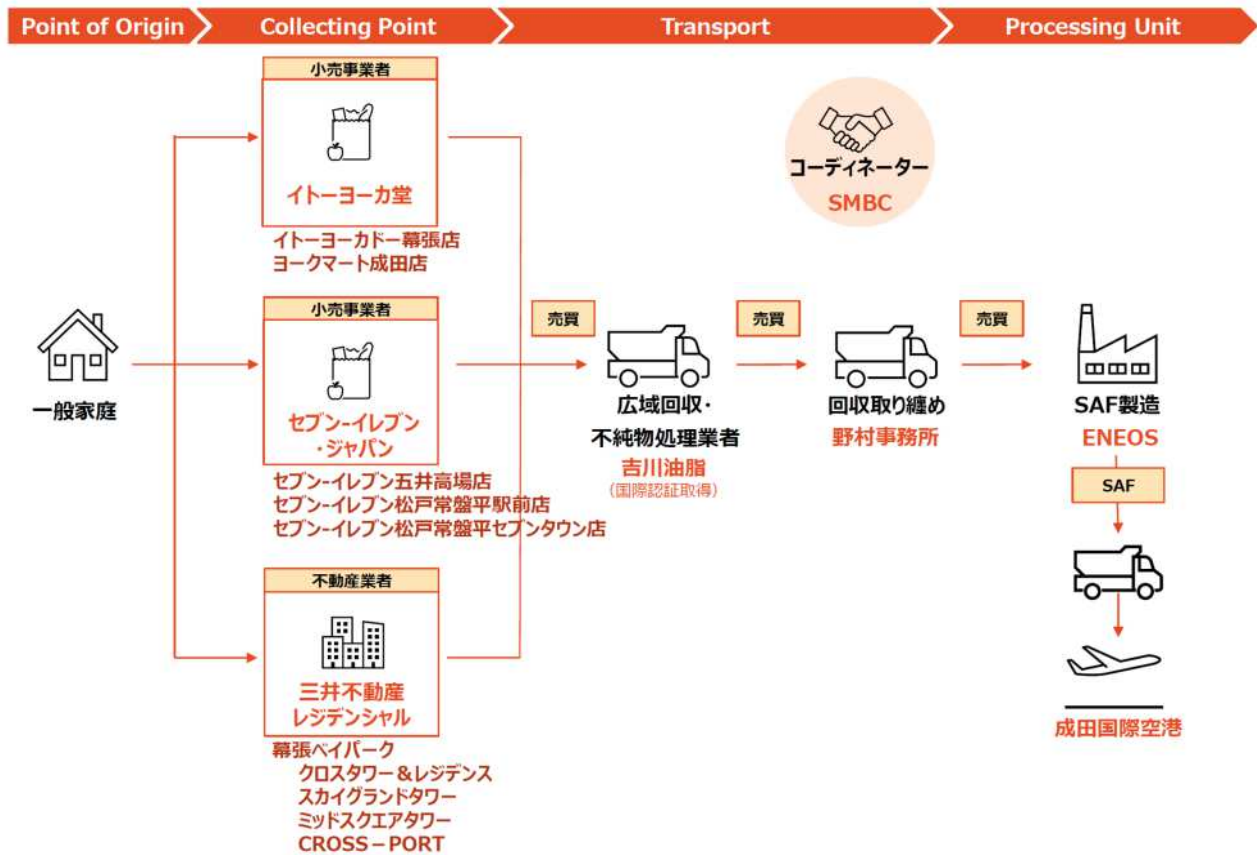 Point of Origin
Collecting Point
Transport
Processing Unit
小売事業者
イトーヨーカ堂
イトーヨーカドー幕張店
ヨークマート成田店
コーディネーター
SMBC
一般家庭
小売事業者
セブン-イレブン
・ジャパン
セブン-イレブン五井高場店
セブン-イレブン松戸常盤平駅前店
セブン-イレブン松戸常盤平セブンタウン店
売買
広域回収・
不純物処理業者
吉川油脂
(国際認証取得)
売買
回収取り纏め
野村事務所
売買
SAF製造
ENEOS
SAF
成田国際空港
不動産業者
三井不動産
レジデンシャル
幕張ベイパーク
クロスタワー&レジデンス
スカイグランドタワー
ミッドスクエアタワー
CROSS-PORT